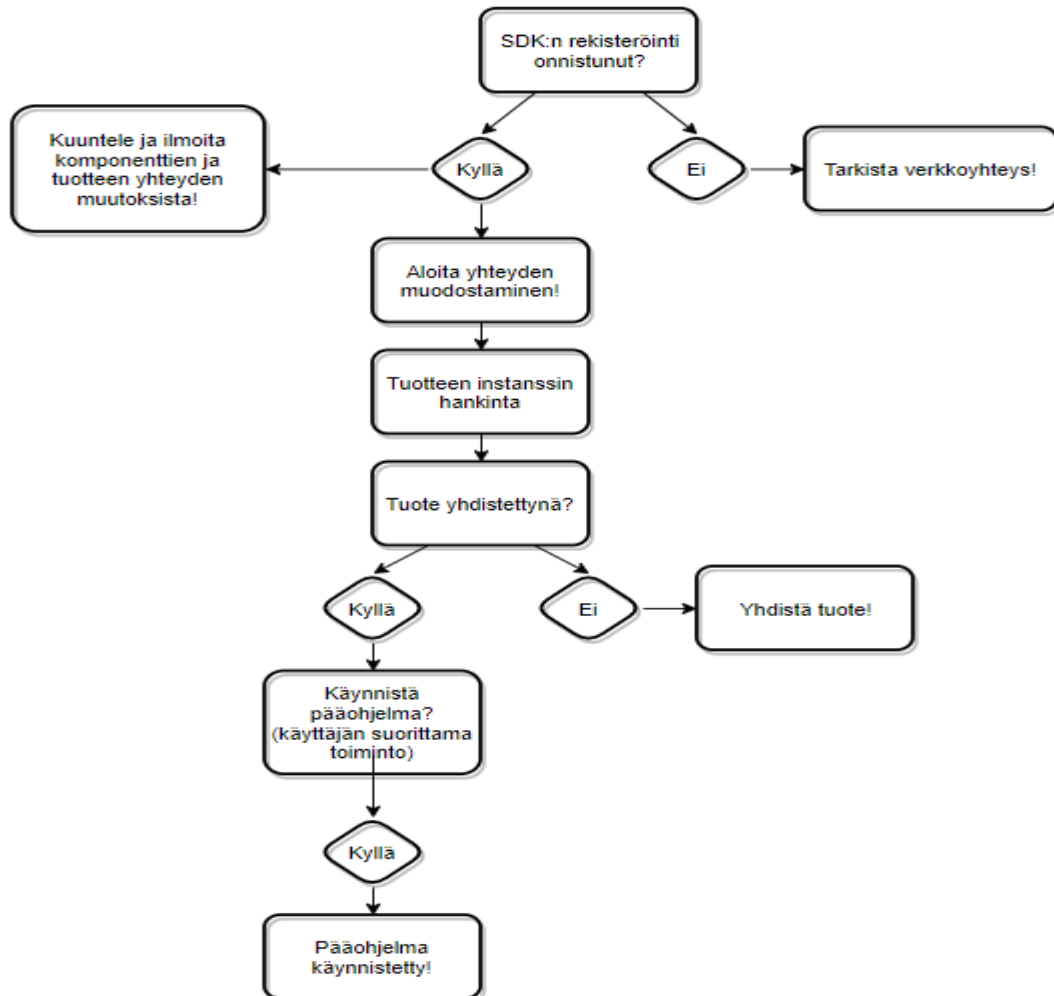 SDK:n rekisteröinti
onnistunut?
Kuuntele ja ilmoita
komponenttien ja
tuotteen yhteyden
muutoksista!
Kyllä
Ei
Tarkista verkkoyhteys!
Aloita yhteyden
muodostaminen!
Tuotteen instanssin
hankinta
Tuote yhdistettynä?
Kyllä
Ei
Yhdistä tuote!
Käynnistä
pääohjelma?
(käyttäjän suorittama
toiminto)
Kyllä
Pääohjelma
käynnistetty!